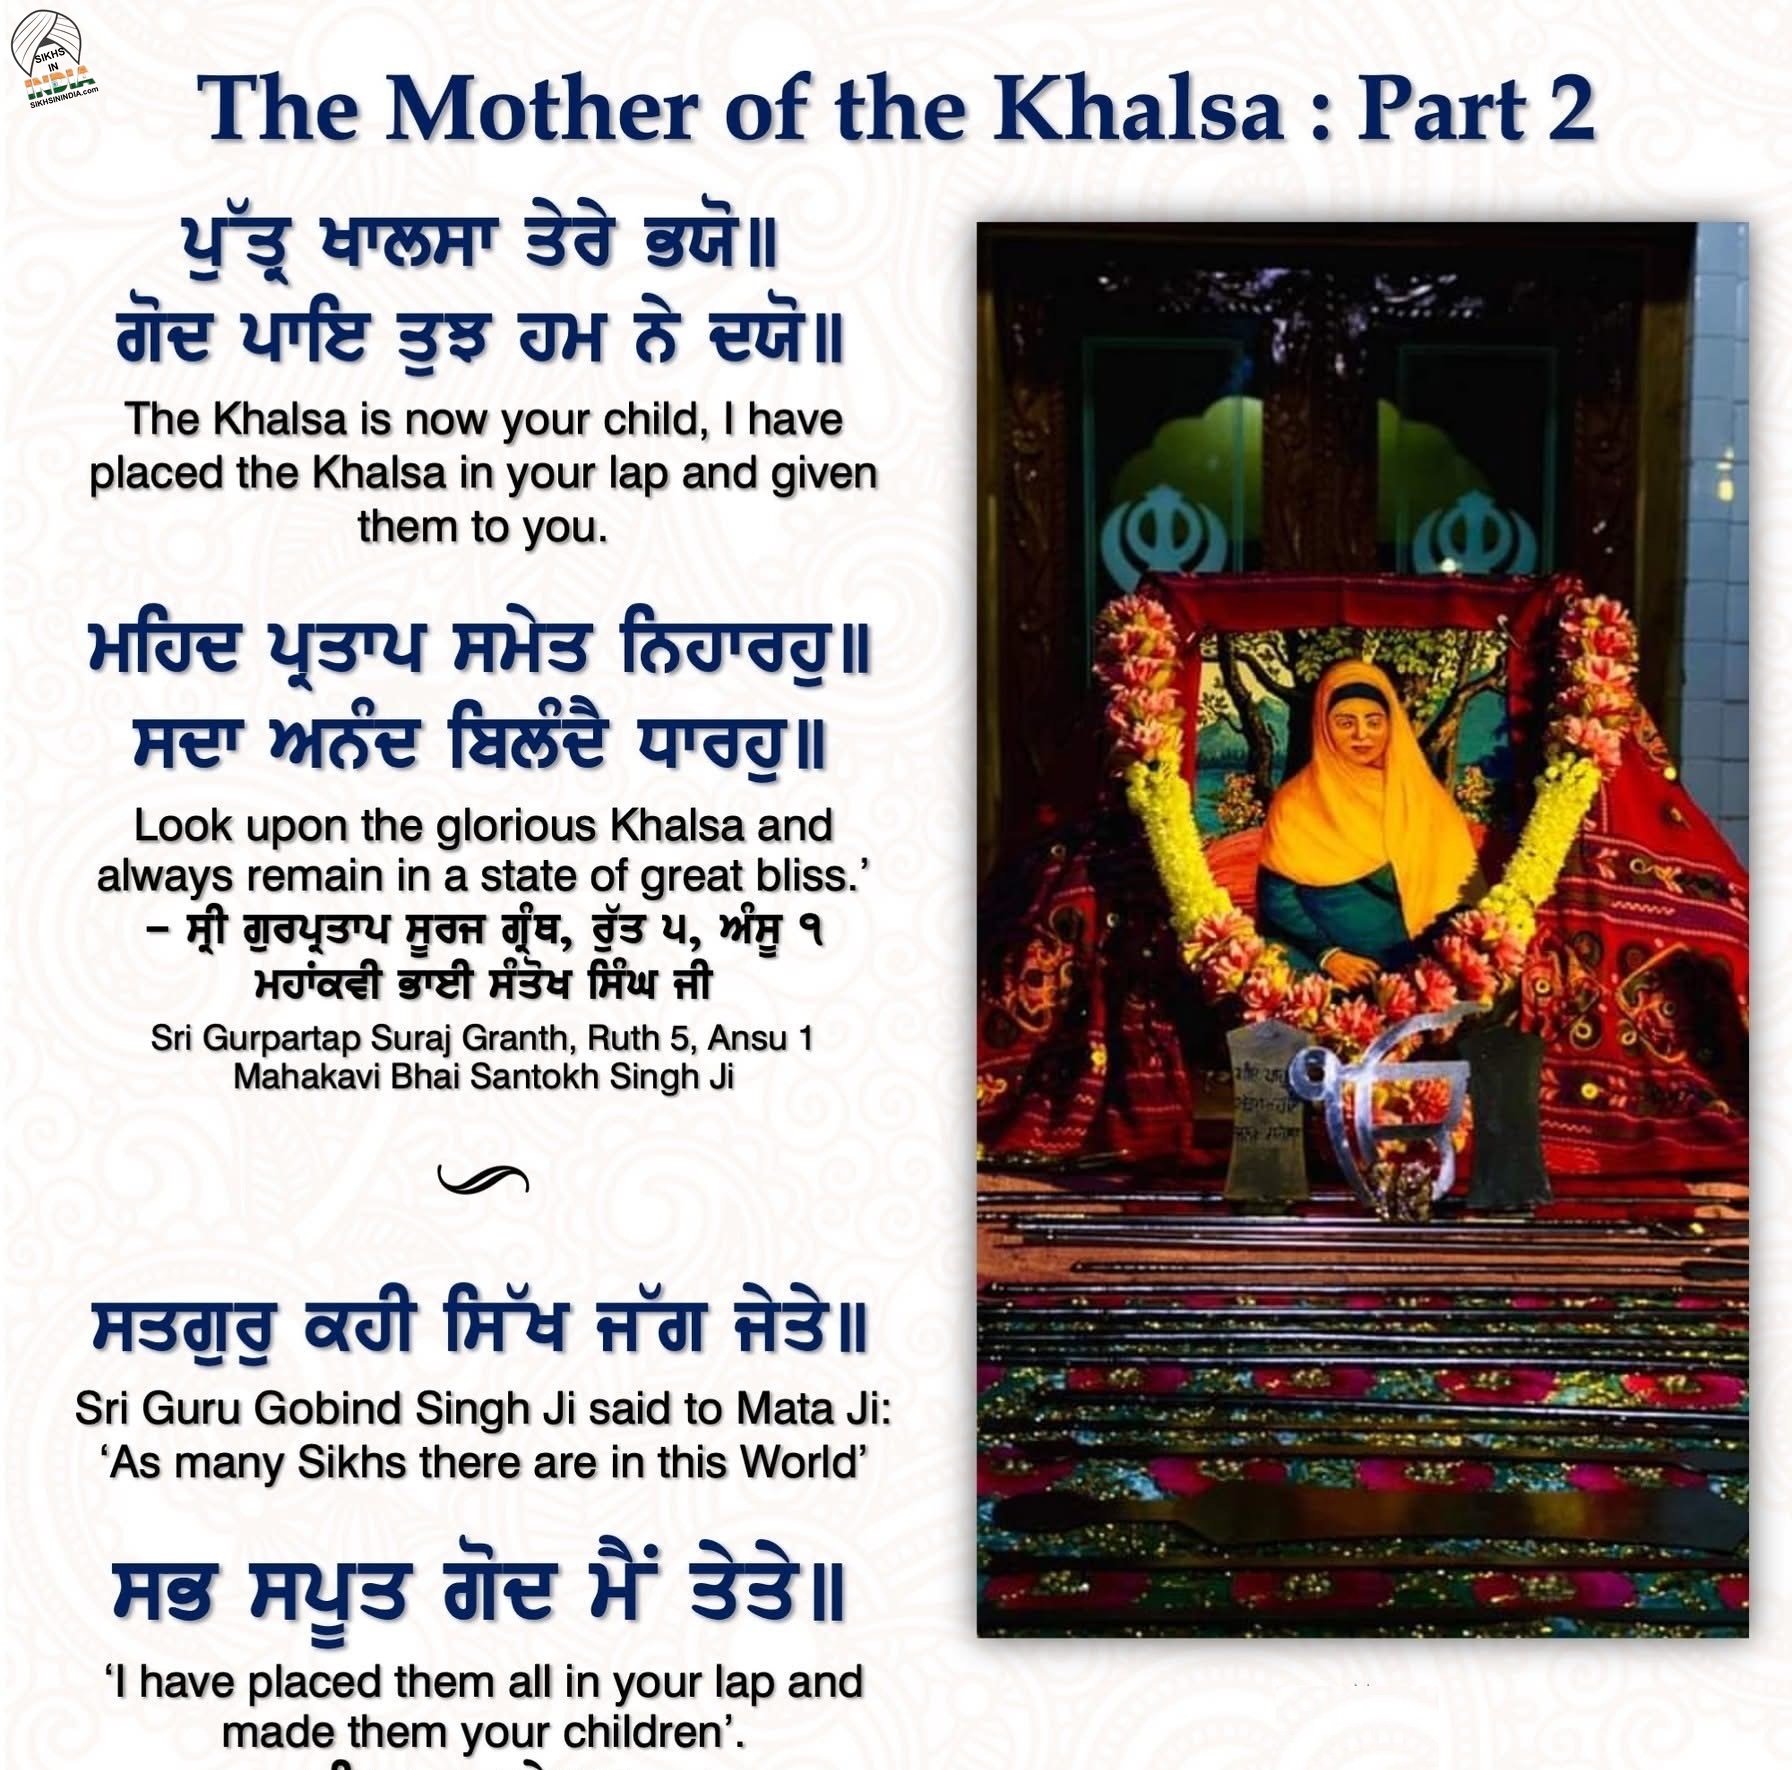 SIKHS
IN
INDIA
SIKHSININDIA.com
The Mother of the Khalsa : Part 2
ਪੁੱਤ੍ਰ ਖਾਲਸਾ ਤੇਰੇ ਭਯੋ॥
ਗੋਦ ਪਾਇ ਤੁਝ ਹਮ ਨੇ ਦਯੋ॥
The Khalsa is now your child, I have
placed the Khalsa in your lap and given
them to you.
ਮਹਿਦ ਪ੍ਰਤਾਪ ਸਮੇਤ ਨਿਹਾਰਹੁ॥
ਸਦਾ ਅਨੰਦ ਬਿਲੰਦੈ ਧਾਰਹੁ॥
Look upon the glorious Khalsa and
always remain in a state of great bliss.’
– ਸ੍ਰੀ ਗੁਰਪ੍ਰਤਾਪ ਸੂਰਜ ਗ੍ਰੰਥ, ਰੁੱਤ ੫, ਅੰਸੂ ੧
ਮਹਾਂਕਵੀ ਭਾਈ ਸੰਤੋਖ ਸਿੰਘ ਜੀ
Sri Gurpartap Suraj Granth, Ruth 5, Ansu 1
Mahakavi Bhai Santokh Singh Ji
ਸਤਗੁਰੁ ਕਹੀ ਸਿੱਖ ਜੱਗ ਜੇਤੇ॥
Sri Guru Gobind Singh Ji said to Mata Ji:
‘As many Sikhs there are in this World’
ਸਭ ਸਪੂਤ ਗੋਦ ਮੈਂ ਤੇਤੇ॥
‘I have placed them all in your lap and
made them your children’.
ੴ